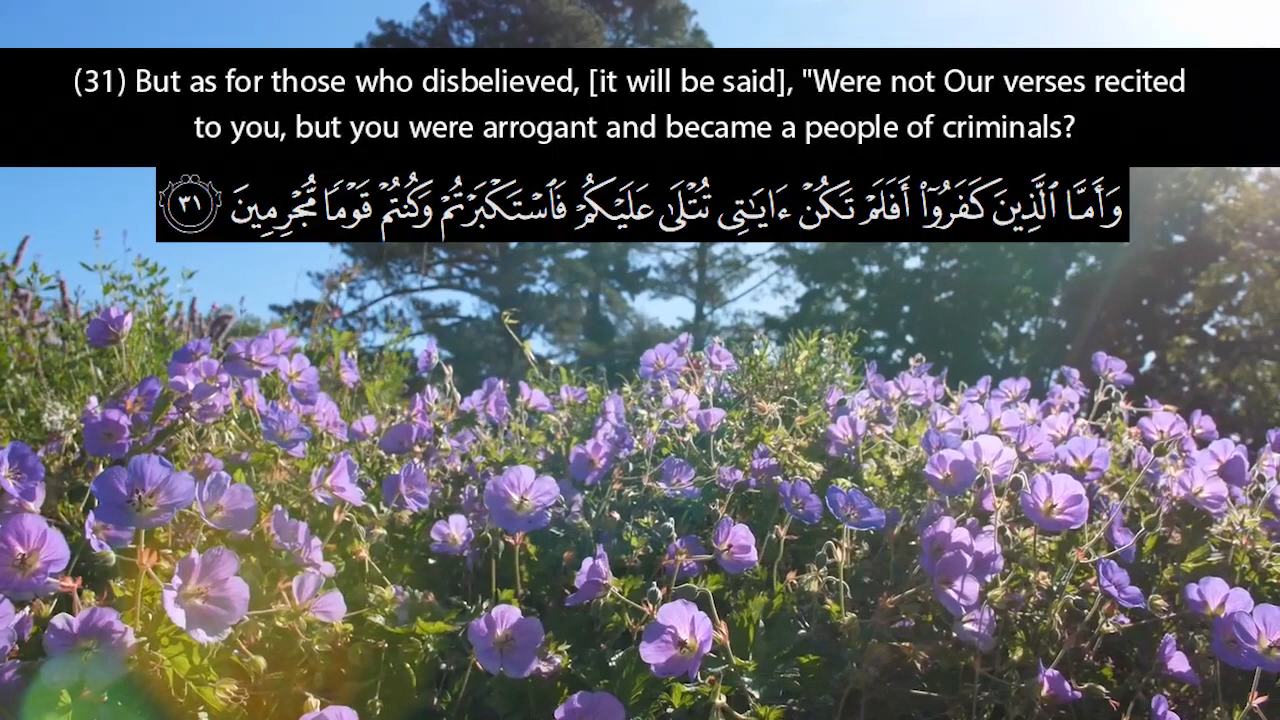 (31) But as for those who disbelieved, [it will be said], "Were not Our verses recited
to you, but you were arrogant and became a people of criminals?
وَأَمَّا ٱلَّذِينَ كَفَرُوٓا۟ أَفَلَمْ تَكُنْ ءَايَـٰتِى تُتْلَىٰ عَلَيْكُمْ فَٱسْتَكْبَرْتُمْ وَكُنتُمْ قَوْمًا مُّجْرِمِينَ ٣١